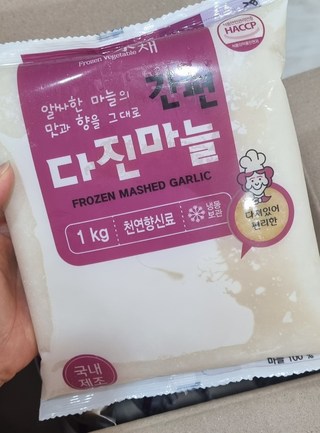 Frozen Vegetable
HACCP
알싸한 마늘의
맛과 향을 그대로
간편
다진마늘
FROZEN MASHED GARLIC
1 kg
천연향신료
냉동
보관
다져있어
편리한
국내
제조
마늘 100 %